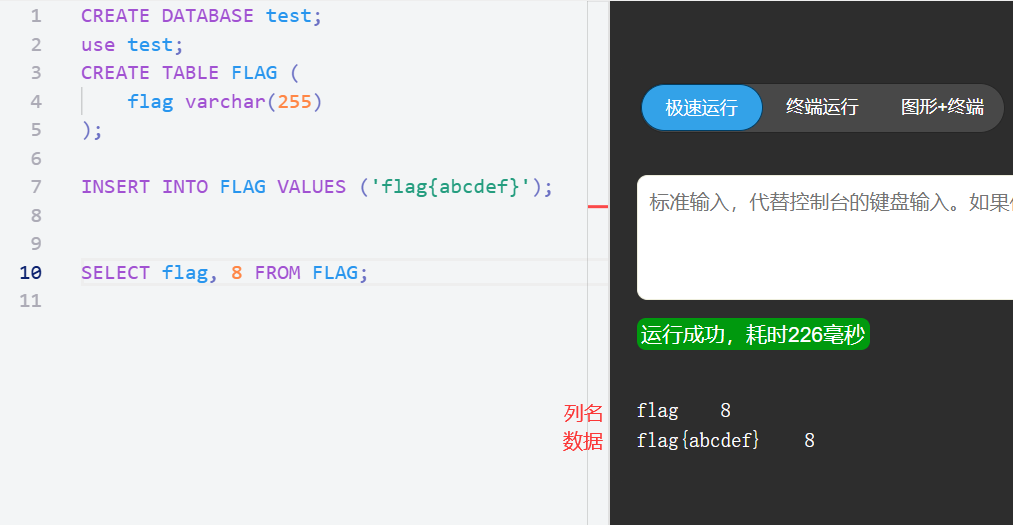 1 CREATE DATABASE test;
2 use test;
3 CREATE TABLE FLAG (
4 flag varchar(255)
5 );
6
7 INSERT INTO FLAG VALUES ('flag{abcdef}');
8
9
10 SELECT flag, 8 FROM FLAG;
11
极速运行 终端运行 图形+终端
标准输入，代替控制台的键盘输入。如果
运行成功，耗时226毫秒
列名 flag 8
数据 flag{abcdef} 8